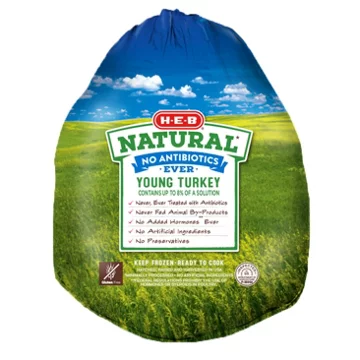 H-E-B
NATURAL*
NO ANTIBIOTICS
EVER
YOUNG TURKEY
CONTAINS UP TO 8% OF A SOLUTION
✓ Never, Ever Treated with Antibiotics
✓ Never Fed Animal By-Products
✓ No Added Hormones Ever
✓ No Artificial Ingredients
✓ No Preservatives
KEEP FROZEN-READY TO COOK